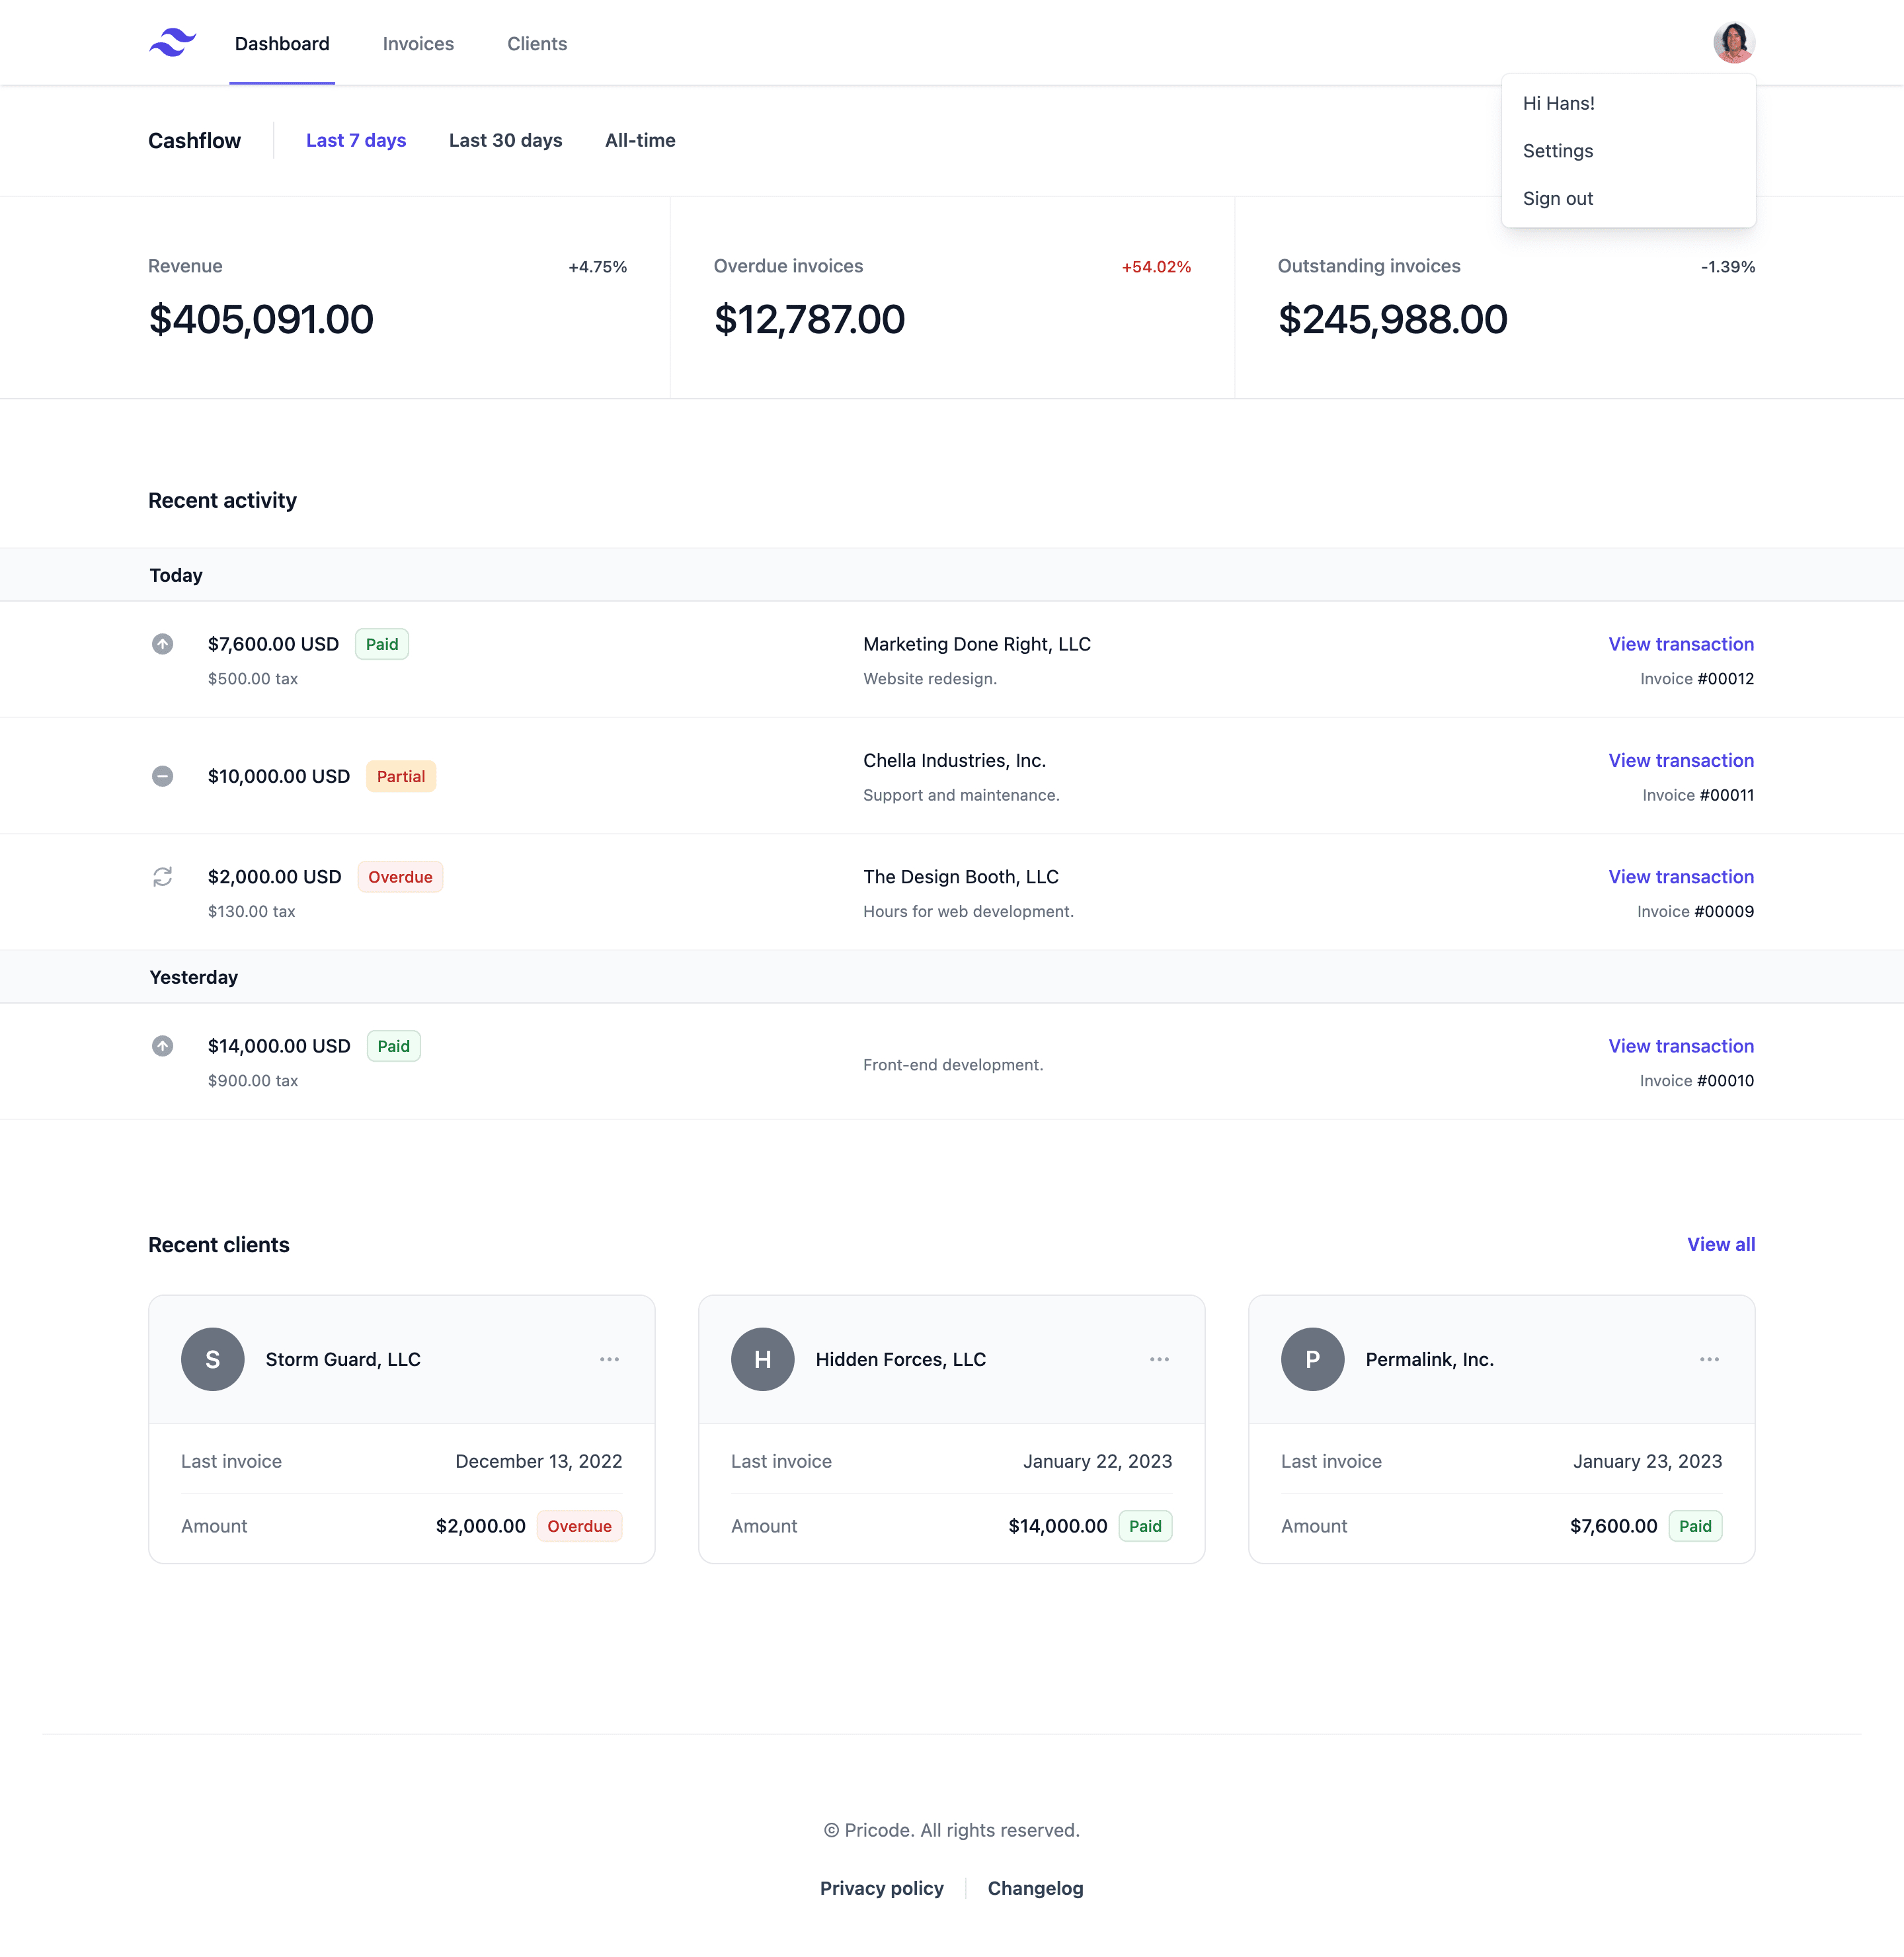 Dashboard Invoices Clients
Hi Hans!
Settings
Sign out
Cashflow Last 7 days Last 30 days All-time
Revenue +4.75%
$405,091.00
Overdue invoices +54.02%
$12,787.00
Outstanding invoices -1.39%
$245,988.00
Recent activity
Today
$7,600.00 USD Paid
$500.00 tax
Marketing Done Right, LLC
Website redesign.
View transaction
Invoice #00012
$10,000.00 USD Partial
Chella Industries, Inc.
Support and maintenance.
View transaction
Invoice #00011
$2,000.00 USD Overdue
$130.00 tax
The Design Booth, LLC
Hours for web development.
View transaction
Invoice #00009
Yesterday
$14,000.00 USD Paid
$900.00 tax
Front-end development.
View transaction
Invoice #00010
Recent clients View all
S Storm Guard, LLC
Last invoice December 13, 2022
Amount $2,000.00 Overdue
H Hidden Forces, LLC
Last invoice January 22, 2023
Amount $14,000.00 Paid
P Permalink, Inc.
Last invoice January 23, 2023
Amount $7,600.00 Paid
© Pricode. All rights reserved.
Privacy policy Changelog